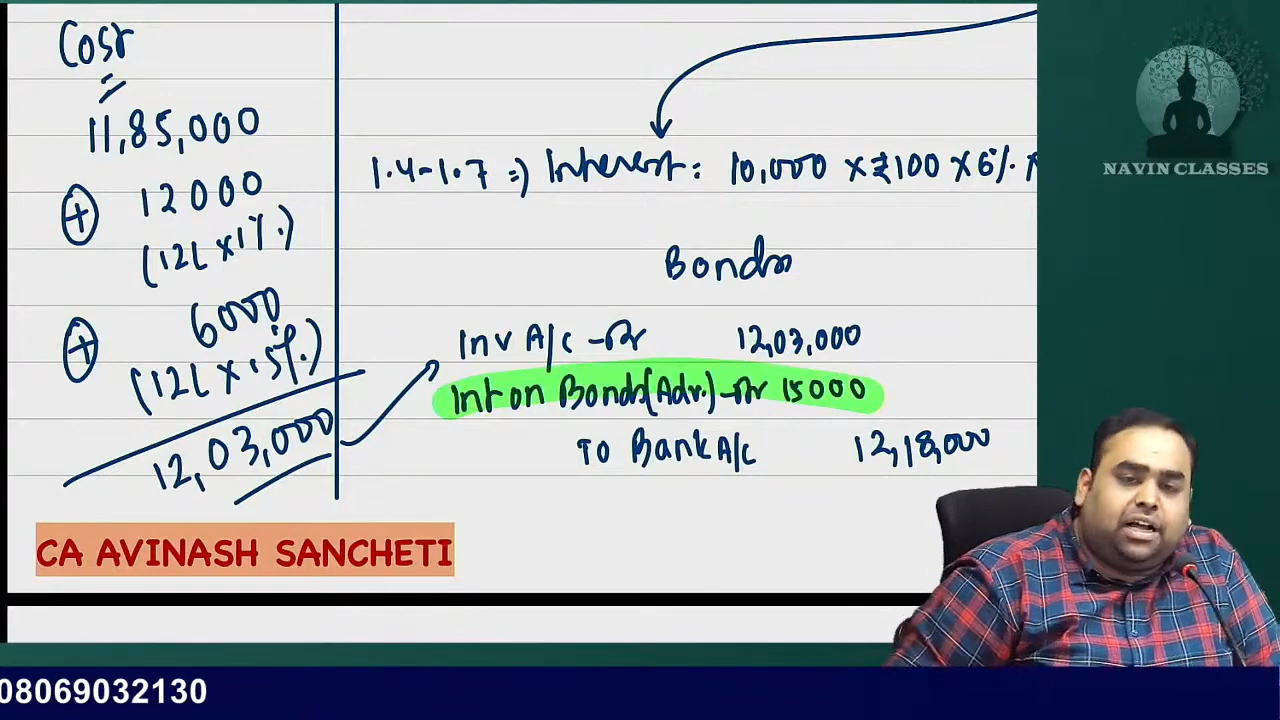 Cost
11,85,000
+ 12000
(12L x 1%)
+ 6000
(12L x .5%)
12,03,000
1.4-1.7 => Interest: 10,000 x ₹100 x 6%
Bonds
Inv A/c -Dr 12,03,000
Int on Bonds(Adv.) -Dr 15000
To Bank A/c 12,18,000
NAVIN CLASSES
CA AVINASH SANCHETI
08069032130